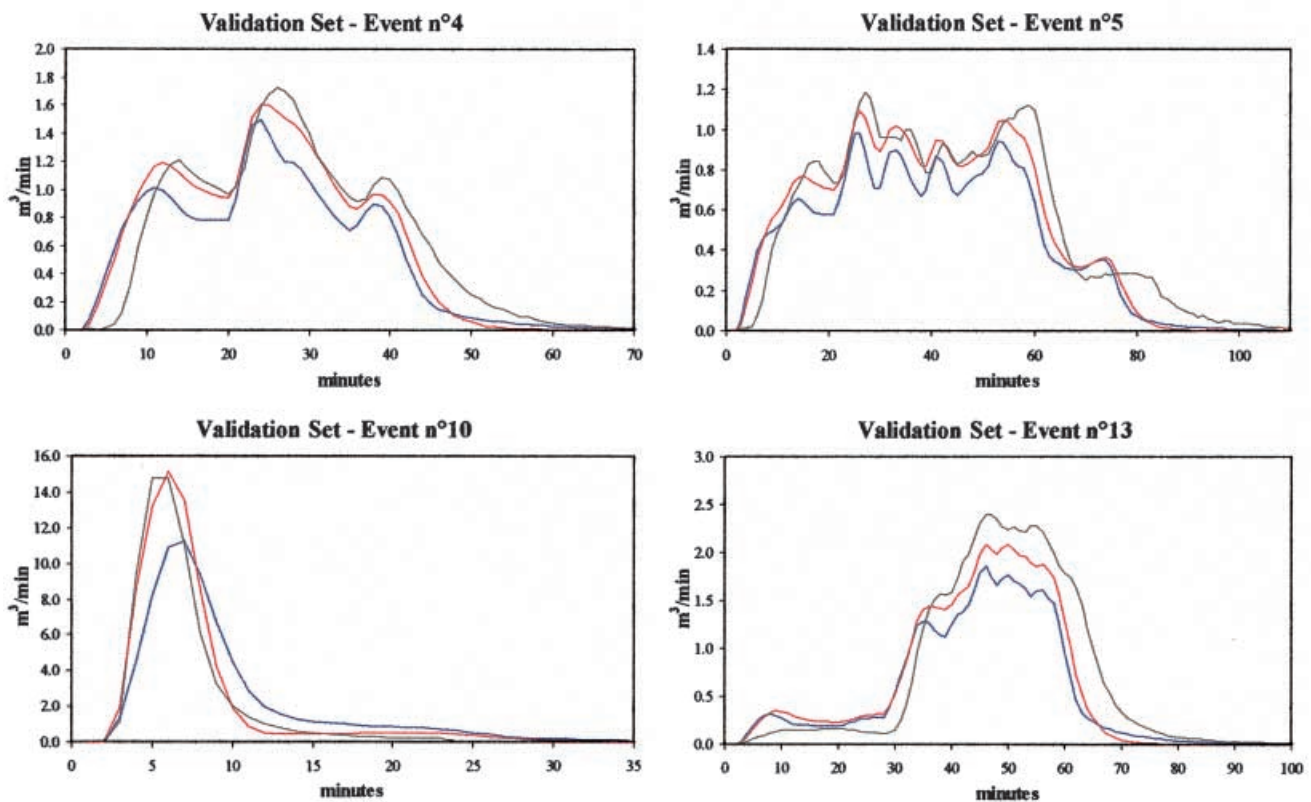 Validation Set - Event n°4
2.0
1.8
1.6
1.4
1.2
1.0
0.8
0.6
0.4
0.2
0.0
m³/min
0 10 20 30 40 50 60 70
minutes
Validation Set - Event n°5
1.4
1.2
1.0
0.8
0.6
0.4
0.2
0.0
m³/min
0 20 40 60 80 100
minutes
Validation Set - Event n°10
16.0
14.0
12.0
10.0
8.0
6.0
4.0
2.0
0.0
m³/min
0 5 10 15 20 25 30 35
minutes
Validation Set - Event n°13
3.0
2.5
2.0
1.5
1.0
0.5
0.0
m³/min
0 10 20 30 40 50 60 70 80 90 100
minutes